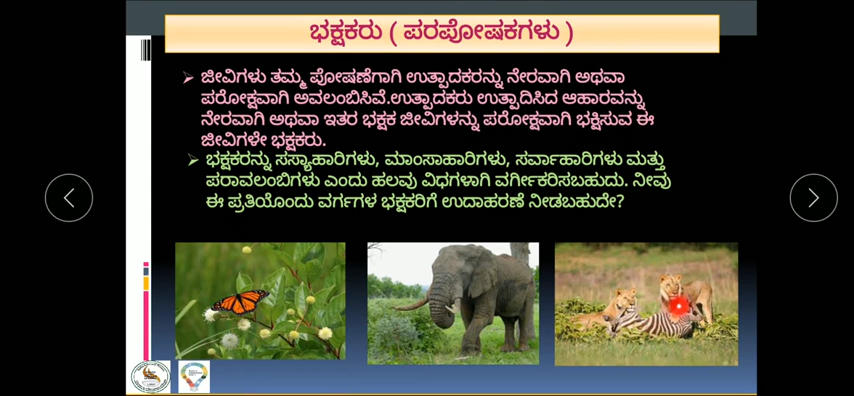 ಭಕ್ಷಕರು ( ಪರಪೋಷಕಗಳು )
ಜೀವಿಗಳು ತಮ್ಮ ಪೋಷಣೆಗಾಗಿ ಉತ್ಪಾದಕರನ್ನು ನೇರವಾಗಿ ಅಥವಾ
ಪರೋಕ್ಷವಾಗಿ ಅವಲಂಬಿಸಿವೆ.ಉತ್ಪಾದಕರು ಉತ್ಪಾದಿಸಿದ ಆಹಾರವನ್ನು
ನೇರವಾಗಿ ಅಥವಾ ಇತರ ಭಕ್ಷಕ ಜೀವಿಗಳನ್ನು ಪರೋಕ್ಷವಾಗಿ ಭಕ್ಷಿಸುವ ಈ
ಜೀವಿಗಳೇ ಭಕ್ಷಕರು.
ಭಕ್ಷಕರನ್ನು ಸಸ್ಯಾಹಾರಿಗಳು, ಮಾಂಸಾಹಾರಿಗಳು, ಸರ್ವಾಹಾರಿಗಳು ಮತ್ತು
ಪರಾವಲಂಬಿಗಳು ಎಂದು ಹಲವು ವಿಧಗಳಾಗಿ ವರ್ಗೀಕರಿಸಬಹುದು. ನೀವು
ಈ ಪ್ರತಿಯೊಂದು ವರ್ಗಗಳ ಭಕ್ಷಕರಿಗೆ ಉದಾಹರಣೆ ನೀಡಬಹುದೇ?